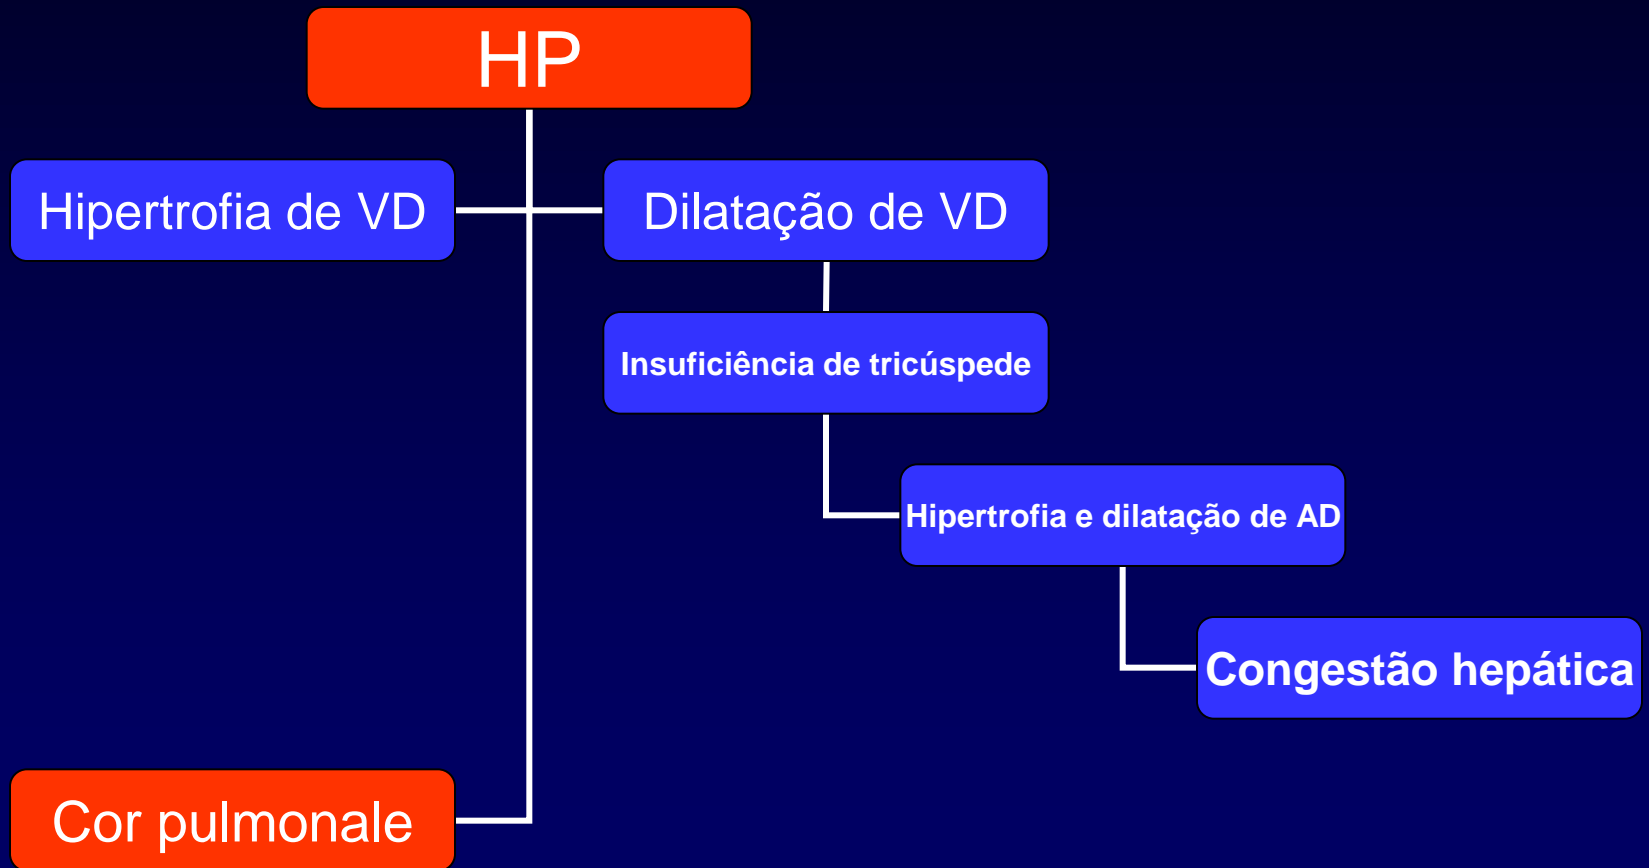 HP
Hipertrofia de VD
Dilatação de VD
Insuficiência de tricúspede
Hipertrofia e dilatação de AD
Congestão hepática
Cor pulmonale